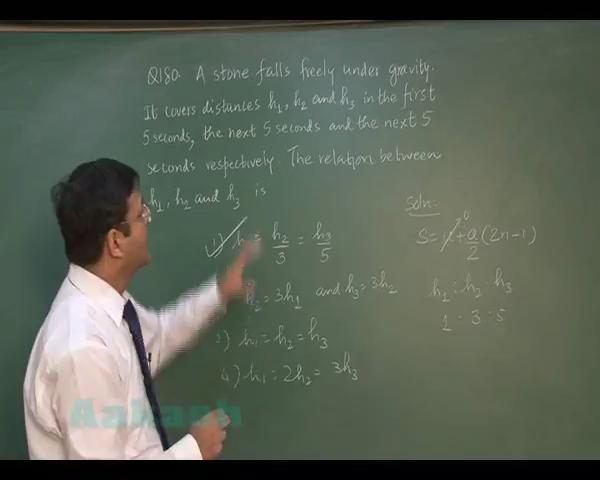 Q180. A stone falls freely under gravity.
It covers distances h₁, h₂ and h₃ in the first
5 seconds, the next 5 seconds and the next 5
seconds respectively. The relation between
h₁, h₂ and h₃ is
1) h₁ = h₂/3 = h₃/5
h₂ = 3h₁ and h₃ = 3h₂
3) h₁ = h₂ = h₃
4) h₁ = 2h₂ = 3h₃
Soln:
S = u + a/2 (2n-1)
0
h₁ : h₂ : h₃
1 : 3 : 5
Aakash